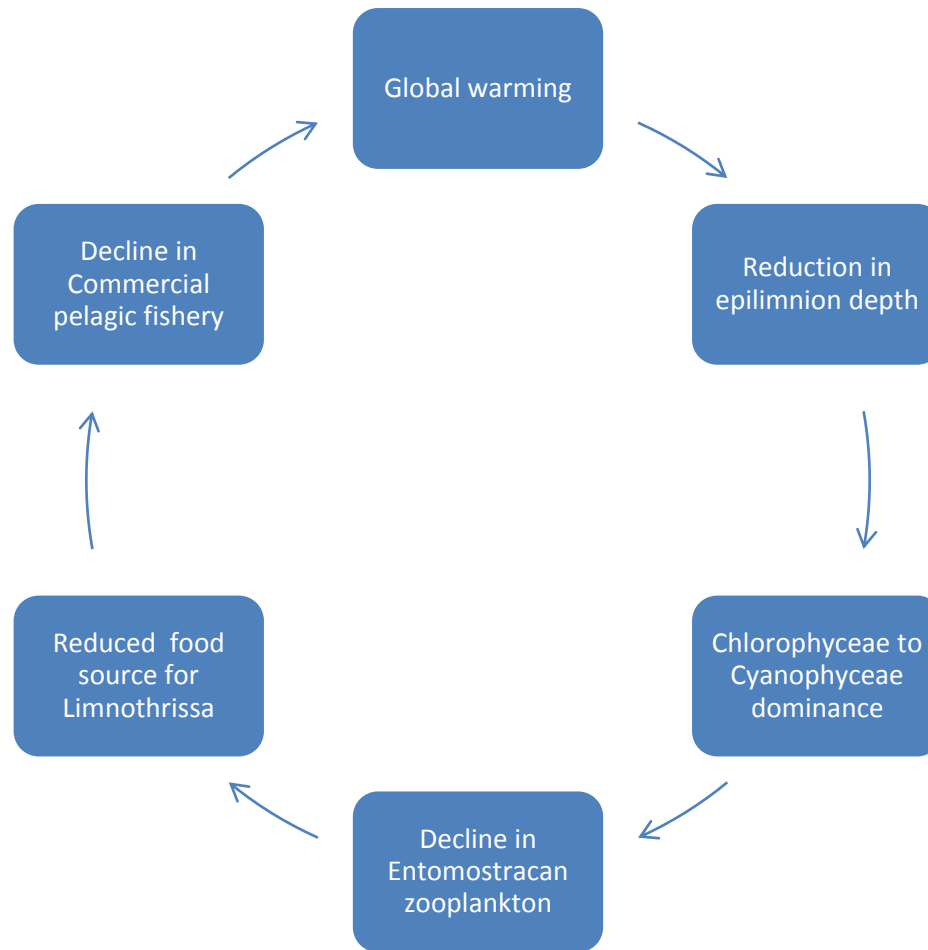 Global warming
Reduction in
epilimnion depth
Chlorophyceae to
Cyanophyceae
dominance
Decline in
Entomostracan
zooplankton
Reduced  food
source for
Limnothrissa
Decline in
Commercial
pelagic fishery